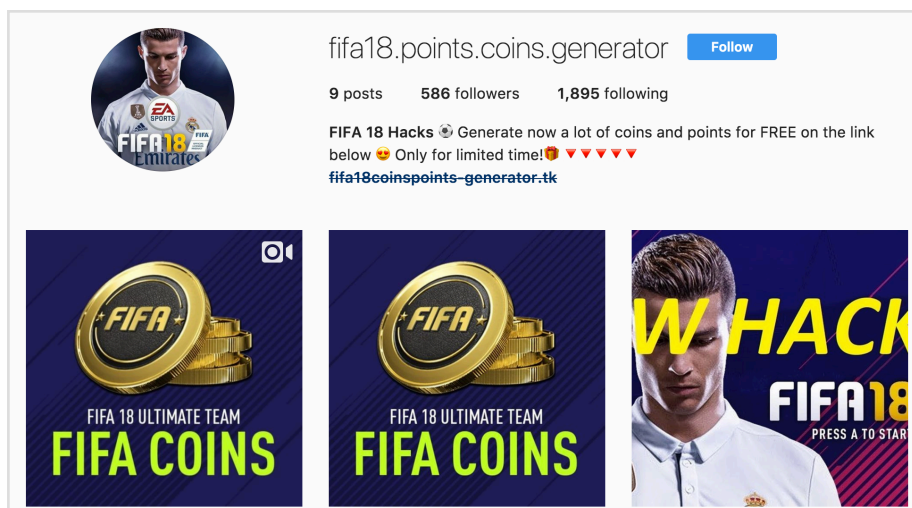 fifa18.points.coins.generator
Follow
9 posts 586 followers 1,895 following
FIFA 18 Hacks ⚽ Generate now a lot of coins and points for FREE on the link
below 😍 Only for limited time!🎁 🔻🔻🔻🔻🔻
fifa18coinspoints-generator.tk
EA
SPORTS
FIFA18
FIFA
Emirates
FIFA
FIFA 18 ULTIMATE TEAM
FIFA COINS
FIFA
FIFA 18 ULTIMATE TEAM
FIFA COINS
W HACK
FIFA18
PRESS A TO START